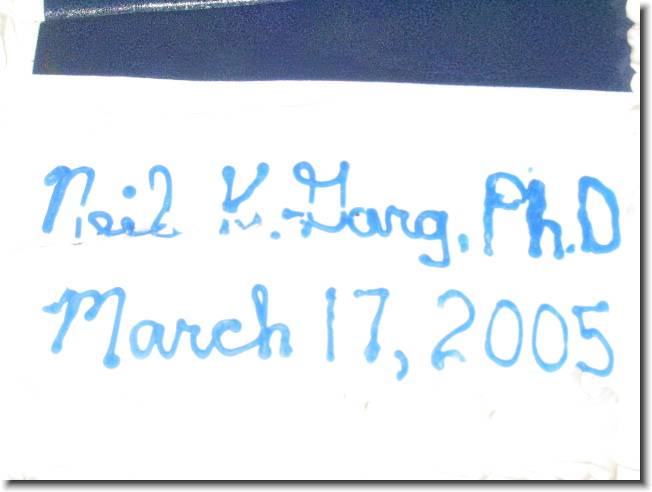 Neil K. Garg, Ph.D
March 17, 2005